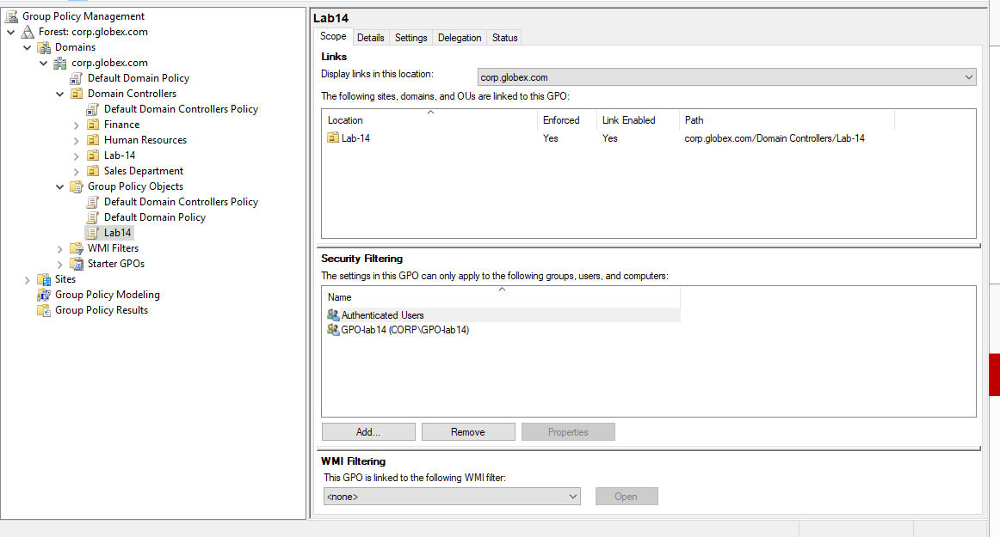 Group Policy Management
Forest: corp.globex.com
Domains
corp.globex.com
Default Domain Policy
Domain Controllers
Default Domain Controllers Policy
Finance
Human Resources
Lab-14
Sales Department
Group Policy Objects
Default Domain Controllers Policy
Default Domain Policy
Lab14
WMI Filters
Starter GPOs
Sites
Group Policy Modeling
Group Policy Results
Lab14
Scope Details Settings Delegation Status
Links
Display links in this location: corp.globex.com
The following sites, domains, and OUs are linked to this GPO:
Location Enforced Link Enabled Path
Lab-14 Yes Yes corp.globex.com/Domain Controllers/Lab-14
Security Filtering
The settings in this GPO can only apply to the following groups, users, and computers:
Name
Authenticated Users
GPO-lab14 (CORP\GPO-lab14)
Add... Remove Properties
WMI Filtering
This GPO is linked to the following WMI filter:
<none> Open